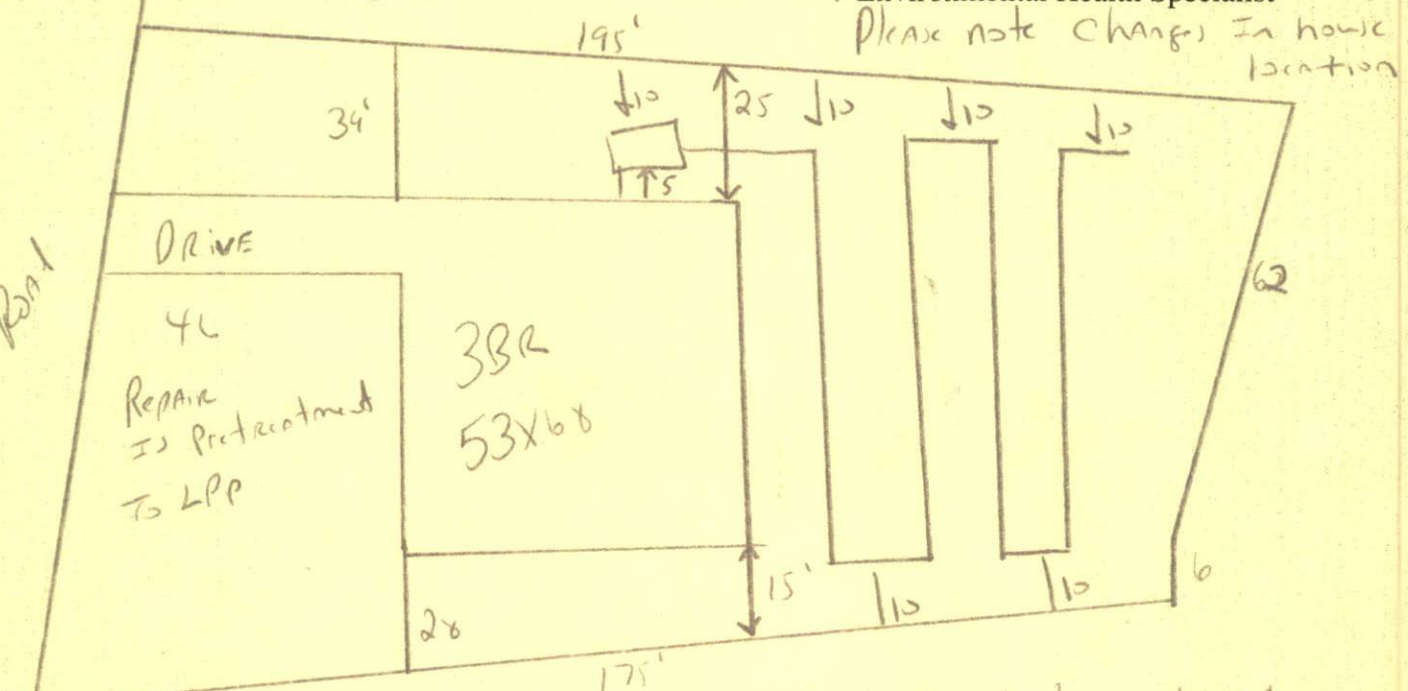 Environmental Health Specialist
Please note Changes In house
location
195'
↓10
25
↓10
↓10
↓10
34'
↑5
DRIVE
Road
62
4L
3BR
53X68
Repair
Is Pretreatment
To LPP
15'
10
10
6
28
175'